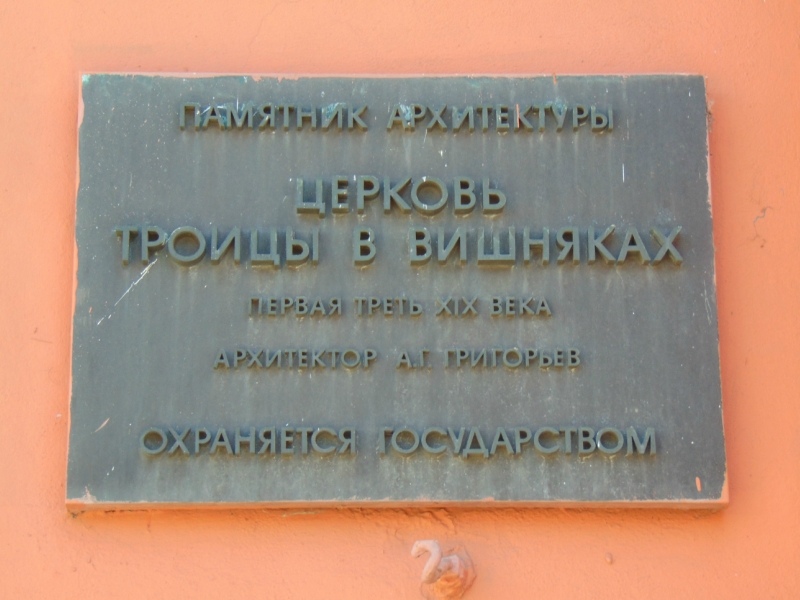 ПАМЯТНИК АРХИТЕКТУРЫ
ЦЕРКОВЬ
ТРОИЦЫ В ВИШНЯКАХ
ПЕРВАЯ ТРЕТЬ XIX ВЕКА
АРХИТЕКТОР А.Г. ГРИГОРЬЕВ
ОХРАНЯЕТСЯ ГОСУДАРСТВОМ